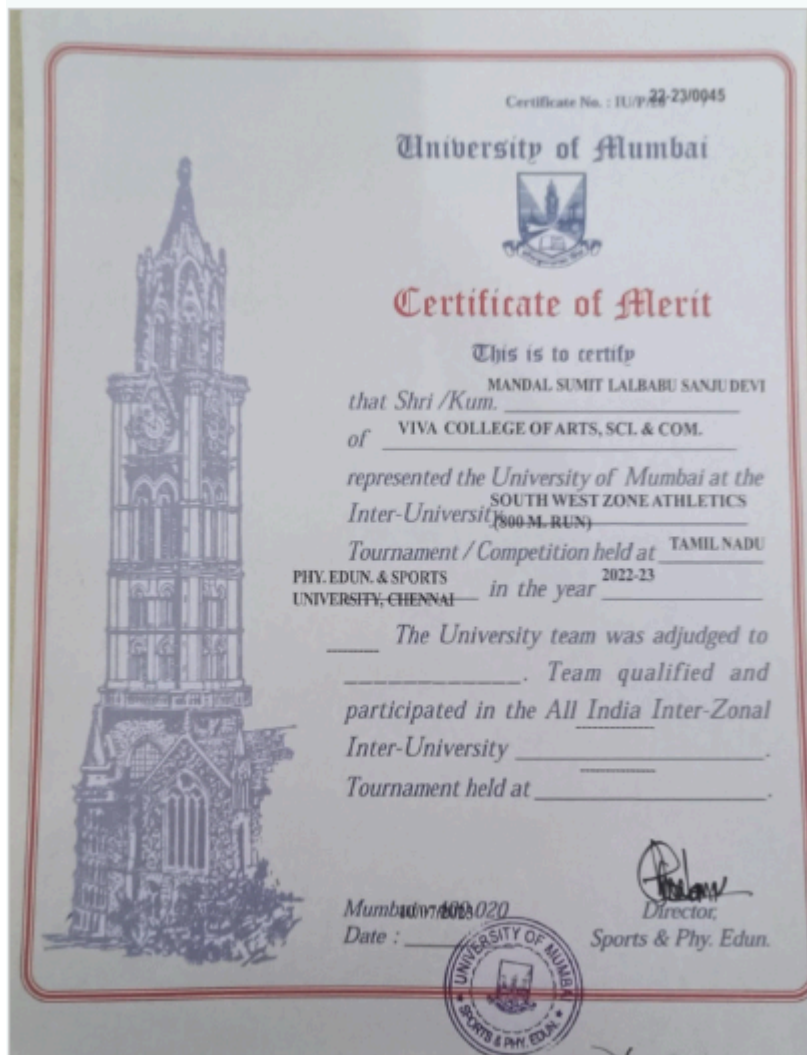 Certificate No. : IU/P/ 22-23/0045
University of Mumbai
Certificate of Merit
This is to certify
MANDAL SUMIT LALBABU SANJU DEVI
that Shri /Kum.
of VIVA COLLEGE OF ARTS, SCI. & COM.
represented the University of Mumbai at the
SOUTH WEST ZONE ATHLETICS
Inter-University (800 M. RUN)
Tournament / Competition held at TAMIL NADU
PHY. EDUN. & SPORTS
UNIVERSITY, CHENNAI in the year 2022-23
The University team was adjudged to
. Team qualified and
participated in the All India Inter-Zonal
Inter-University .
Tournament held at .
Mumbai 400 020
Date : 10/07/2023
Director,
Sports & Phy. Edun.
UNIVERSITY OF MUMBAI
SPORTS & PHY. EDUN.